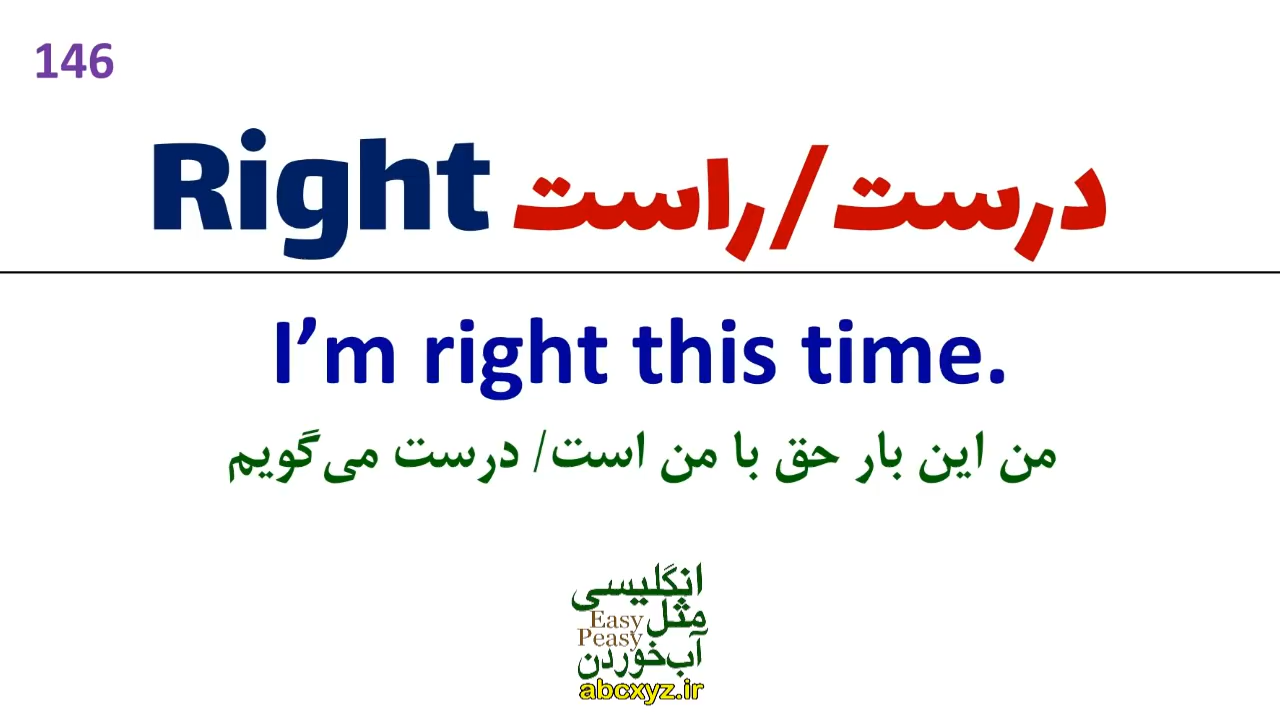 146
Right درست/راست
I’m right this time.
من این بار حق با من است/ درست می‌گویم
انگلیسی
مثل Easy
Peasy
آب‌خوردن
abcxyz.ir